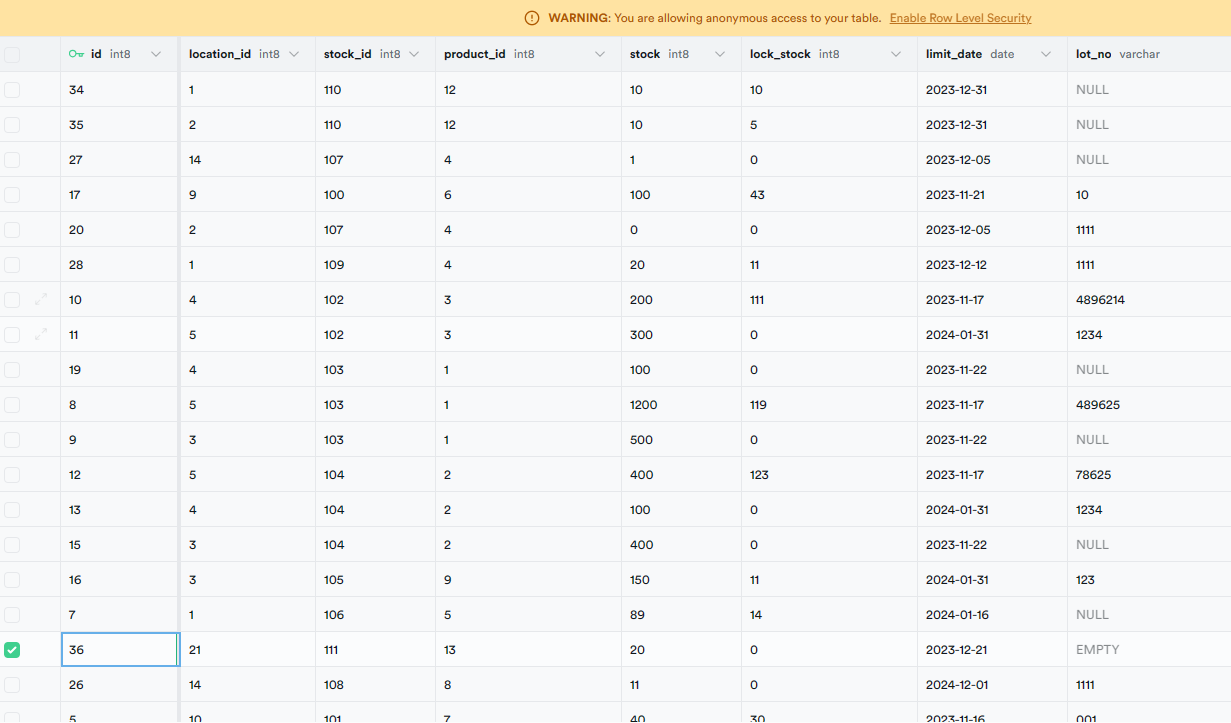 WARNING: You are allowing anonymous access to your table. Enable Row Level Security
id int8 location_id int8 stock_id int8 product_id int8 stock int8 lock_stock int8 limit_date date lot_no varchar
34 1 110 12 10 10 2023-12-31 NULL
35 2 110 12 10 5 2023-12-31 NULL
27 14 107 4 1 0 2023-12-05 NULL
17 9 100 6 100 43 2023-11-21 10
20 2 107 4 0 0 2023-12-05 1111
28 1 109 4 20 11 2023-12-12 1111
10 4 102 3 200 111 2023-11-17 4896214
11 5 102 3 300 0 2024-01-31 1234
19 4 103 1 100 0 2023-11-22 NULL
8 5 103 1 1200 119 2023-11-17 489625
9 3 103 1 500 0 2023-11-22 NULL
12 5 104 2 400 123 2023-11-17 78625
13 4 104 2 100 0 2024-01-31 1234
15 3 104 2 400 0 2023-11-22 NULL
16 3 105 9 150 11 2024-01-31 123
7 1 106 5 89 14 2024-01-16 NULL
36 21 111 13 20 0 2023-12-21 EMPTY
26 14 108 8 11 0 2024-12-01 1111
5 10 101 7 40 30 2023-11-16 001